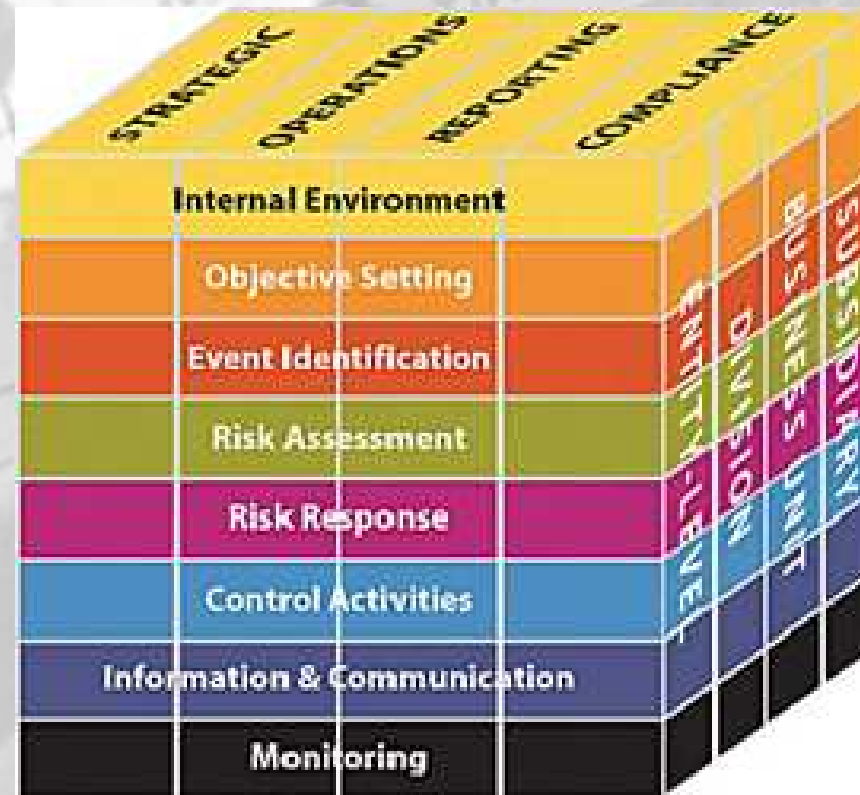 STRATEGIC
OPERATIONS
REPORTING
COMPLIANCE
Internal Environment
Objective Setting
Event Identification
Risk Assessment
Risk Response
Control Activities
Information & Communication
Monitoring
ENTITY-LEVEL
DIVISION
BUSINESS UNIT
SUBSIDIARY